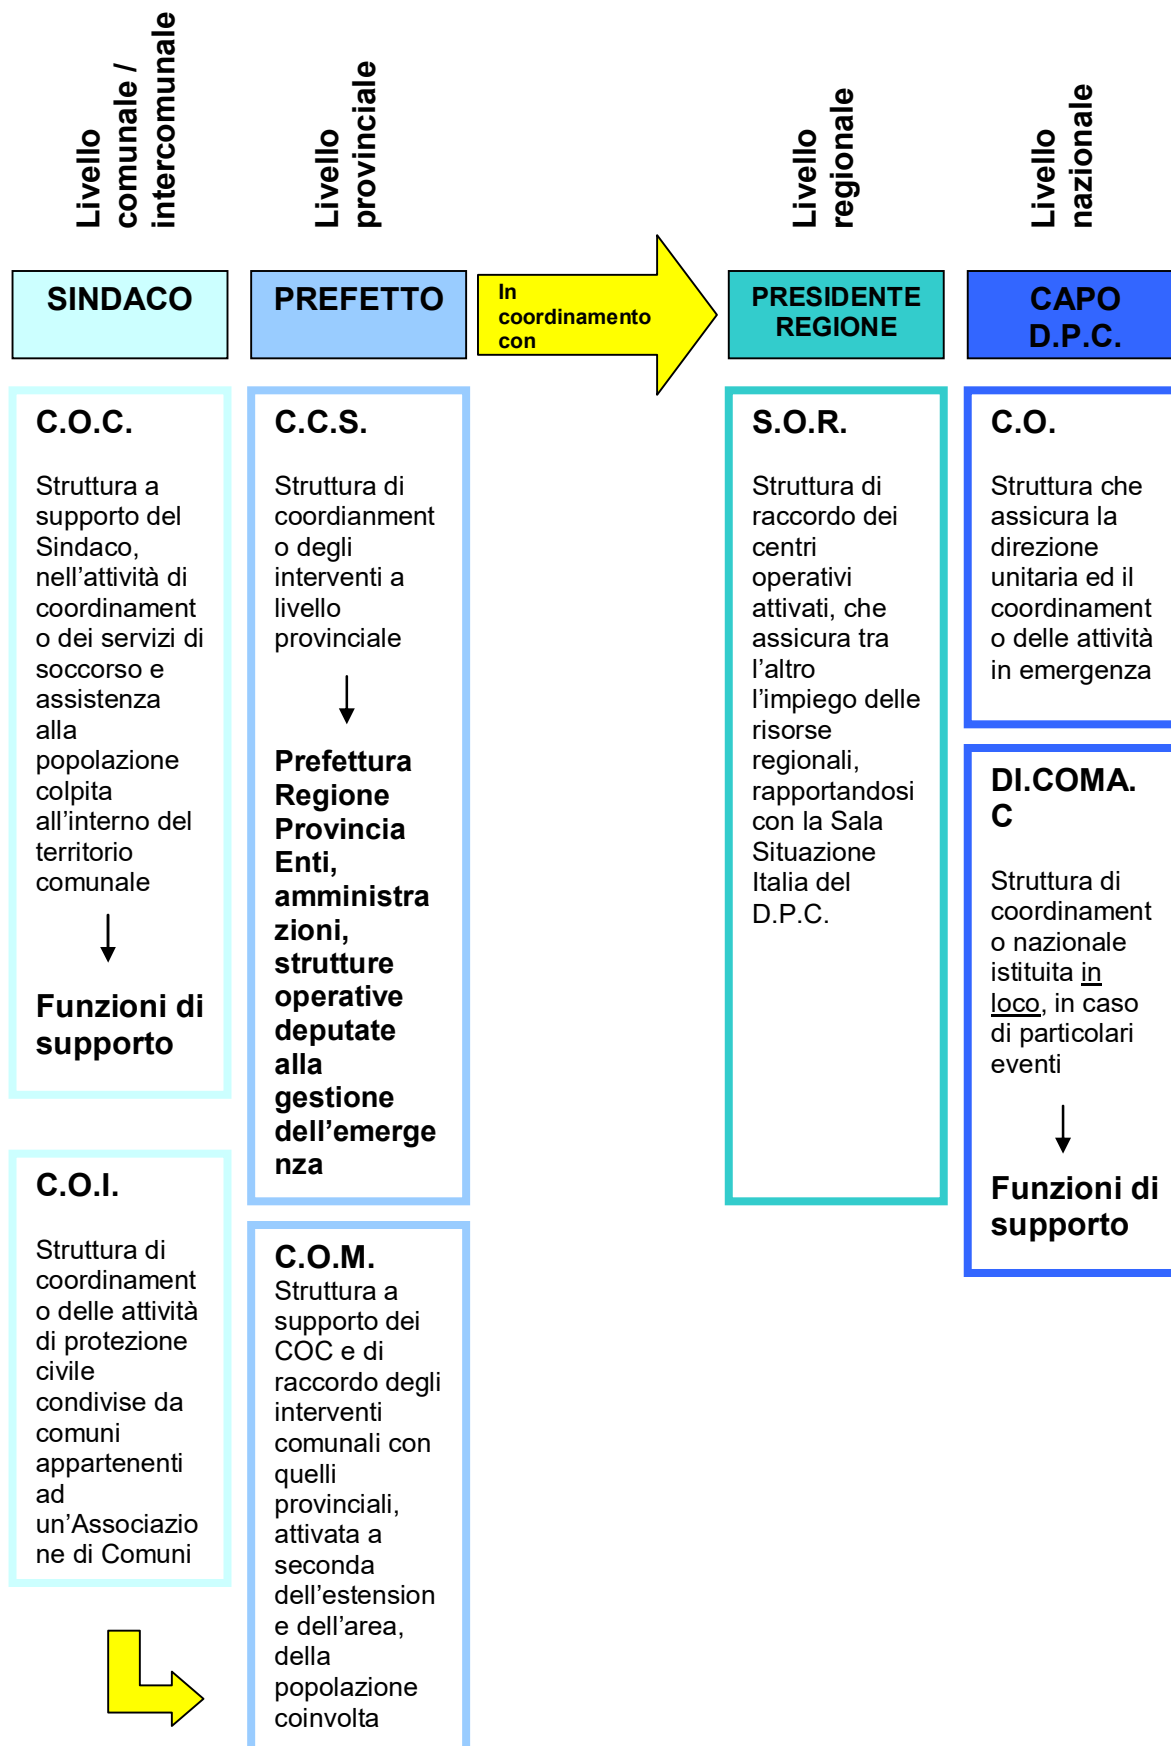 Livello
comunale /
intercomunale
Livello
provinciale
Livello
regionale
Livello
nazionale
SINDACO
PREFETTO
In
coordinamento
con
PRESIDENTE
REGIONE
CAPO
D.P.C.
C.O.C.
Struttura a
supporto del
Sindaco,
nell’attività di
coordinament
o dei servizi di
soccorso e
assistenza
alla
popolazione
colpita
all’interno del
territorio
comunale
Funzioni di
supporto
C.O.I.
Struttura di
coordinament
o delle attività
di protezione
civile
condivise da
comuni
appartenenti
ad
un’Associazio
ne di Comuni
C.C.S.
Struttura di
coordianment
o degli
interventi a
livello
provinciale
Prefettura
Regione
Provincia
Enti,
amministra
zioni,
strutture
operative
deputate
alla
gestione
dell’emerge
nza
C.O.M.
Struttura a
supporto dei
COC e di
raccordo degli
interventi
comunali con
quelli
provinciali,
attivata a
seconda
dell’estension
e dell’area,
della
popolazione
coinvolta
S.O.R.
Struttura di
raccordo dei
centri
operativi
attivati, che
assicura tra
l’altro
l’impiego delle
risorse
regionali,
rapportandosi
con la Sala
Situazione
Italia del
D.P.C.
C.O.
Struttura che
assicura la
direzione
unitaria ed il
coordinament
o delle attività
in emergenza
DI.COMA.
C
Struttura di
coordinament
o nazionale
istituita in
loco, in caso
di particolari
eventi
Funzioni di
supporto